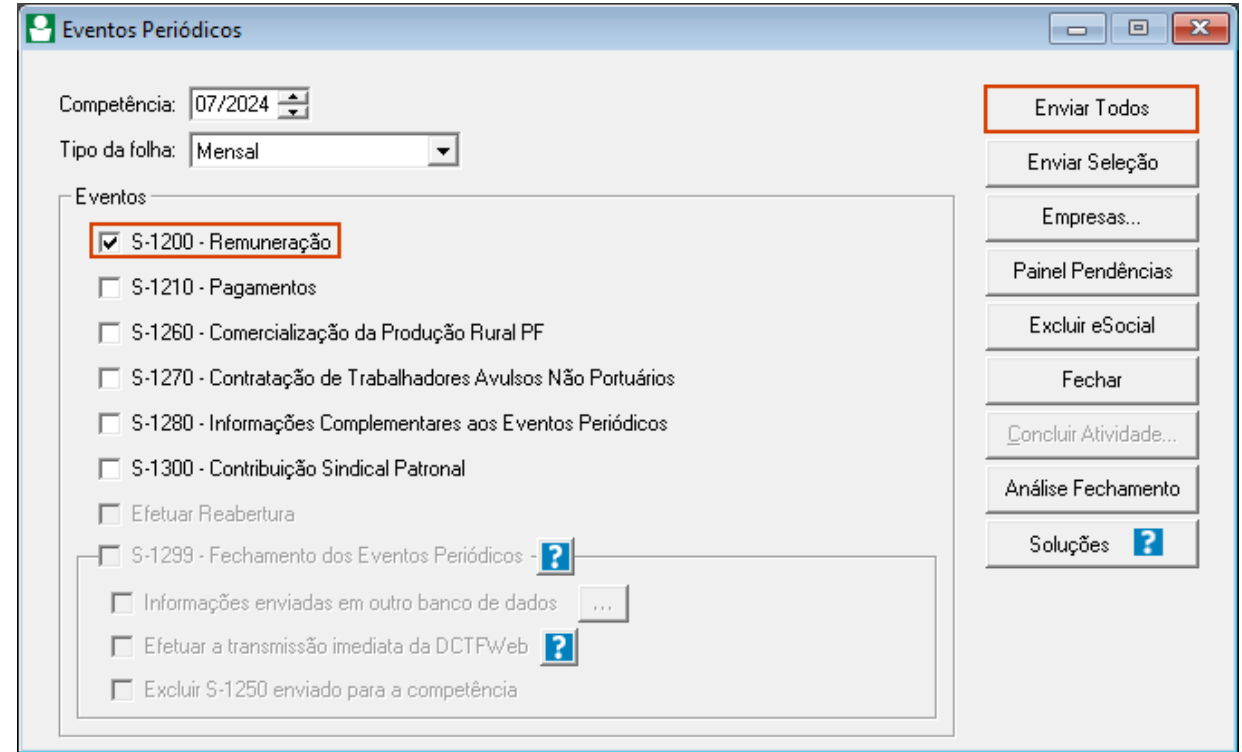 Eventos Periódicos
Competência: 07/2024
Tipo da folha: Mensal
Eventos
S-1200 - Remuneração
S-1210 - Pagamentos
S-1260 - Comercialização da Produção Rural PF
S-1270 - Contratação de Trabalhadores Avulsos Não Portuários
S-1280 - Informações Complementares aos Eventos Periódicos
S-1300 - Contribuição Sindical Patronal
Efetuar Reabertura
S-1299 - Fechamento dos Eventos Periódicos - ?
Informações enviadas em outro banco de dados ...
Efetuar a transmissão imediata da DCTFWeb ?
Excluir S-1250 enviado para a competência
Enviar Todos
Enviar Seleção
Empresas...
Painel Pendências
Excluir eSocial
Fechar
Concluir Atividade...
Análise Fechamento
Soluções ?